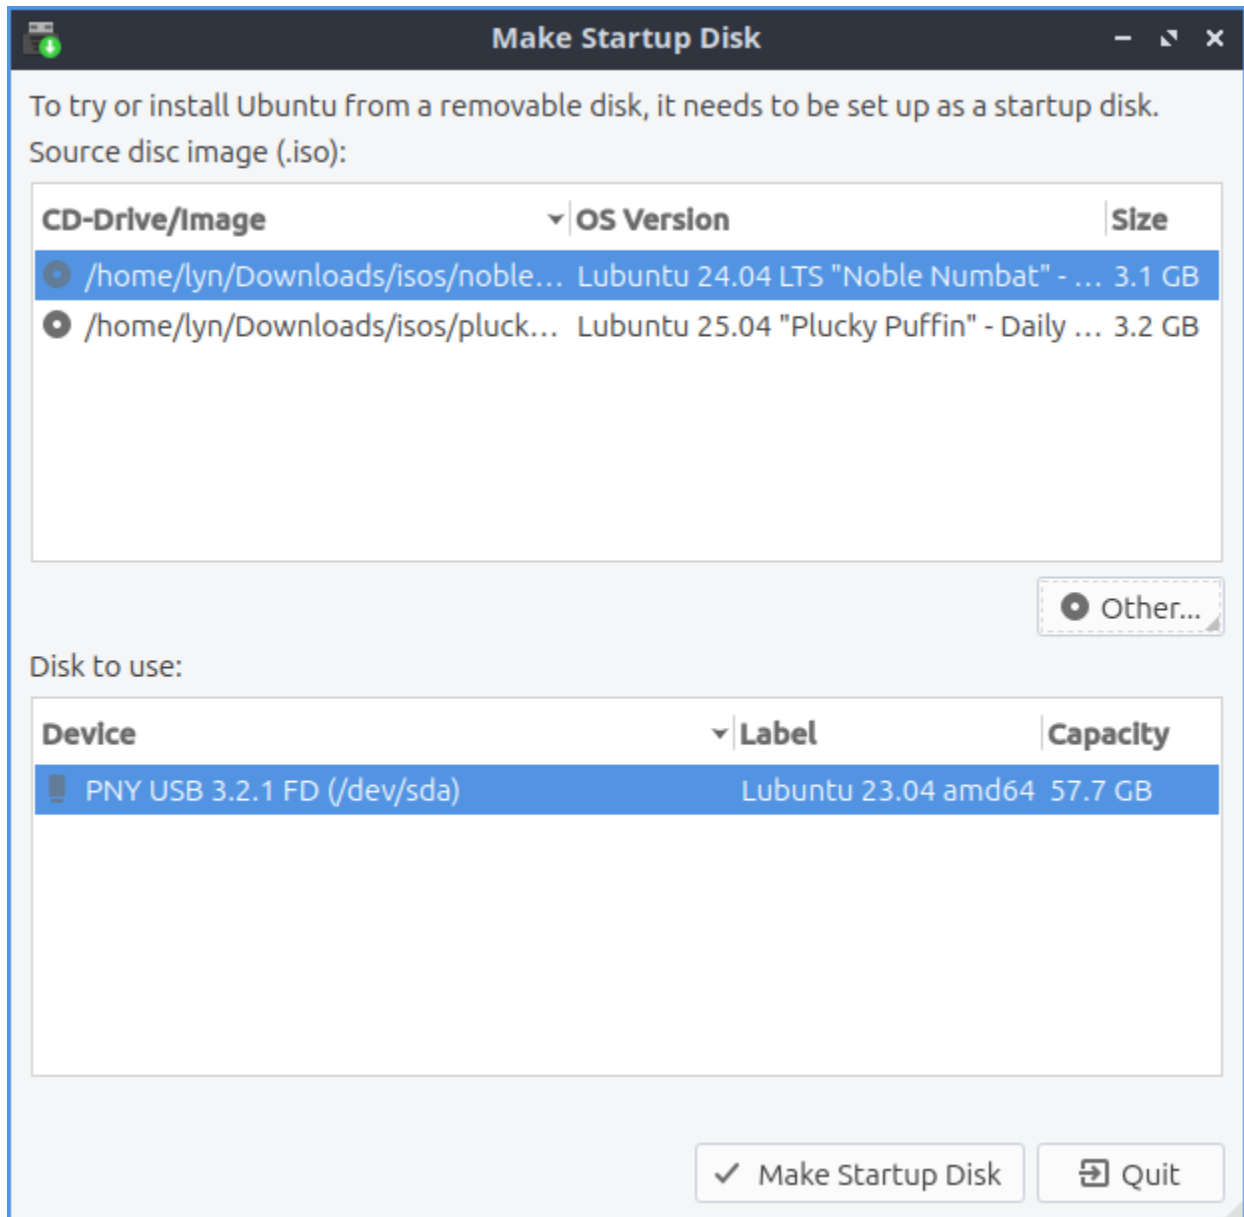 Make Startup Disk
To try or install Ubuntu from a removable disk, it needs to be set up as a startup disk.
Source disc image (.iso):
CD-Drive/Image OS Version Size
/home/lyn/Downloads/isos/noble... Lubuntu 24.04 LTS "Noble Numbat" - ... 3.1 GB
/home/lyn/Downloads/isos/pluck... Lubuntu 25.04 "Plucky Puffin" - Daily ... 3.2 GB
Other...
Disk to use:
Device Label Capacity
PNY USB 3.2.1 FD (/dev/sda) Lubuntu 23.04 amd64 57.7 GB
Make Startup Disk Quit